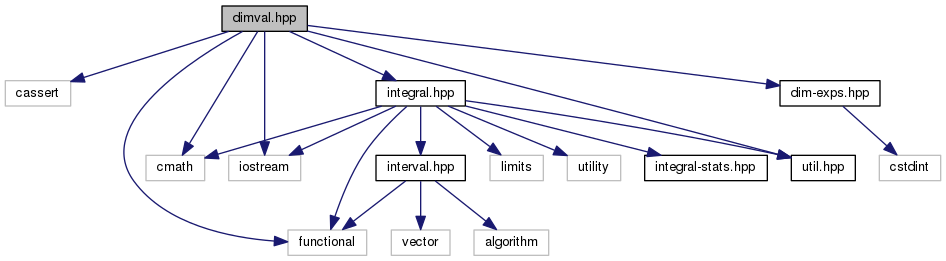 dimval.hpp
cassert
integral.hpp
dim-exps.hpp
cmath
iostream
interval.hpp
limits
utility
integral-stats.hpp
util.hpp
cstdint
functional
vector
algorithm